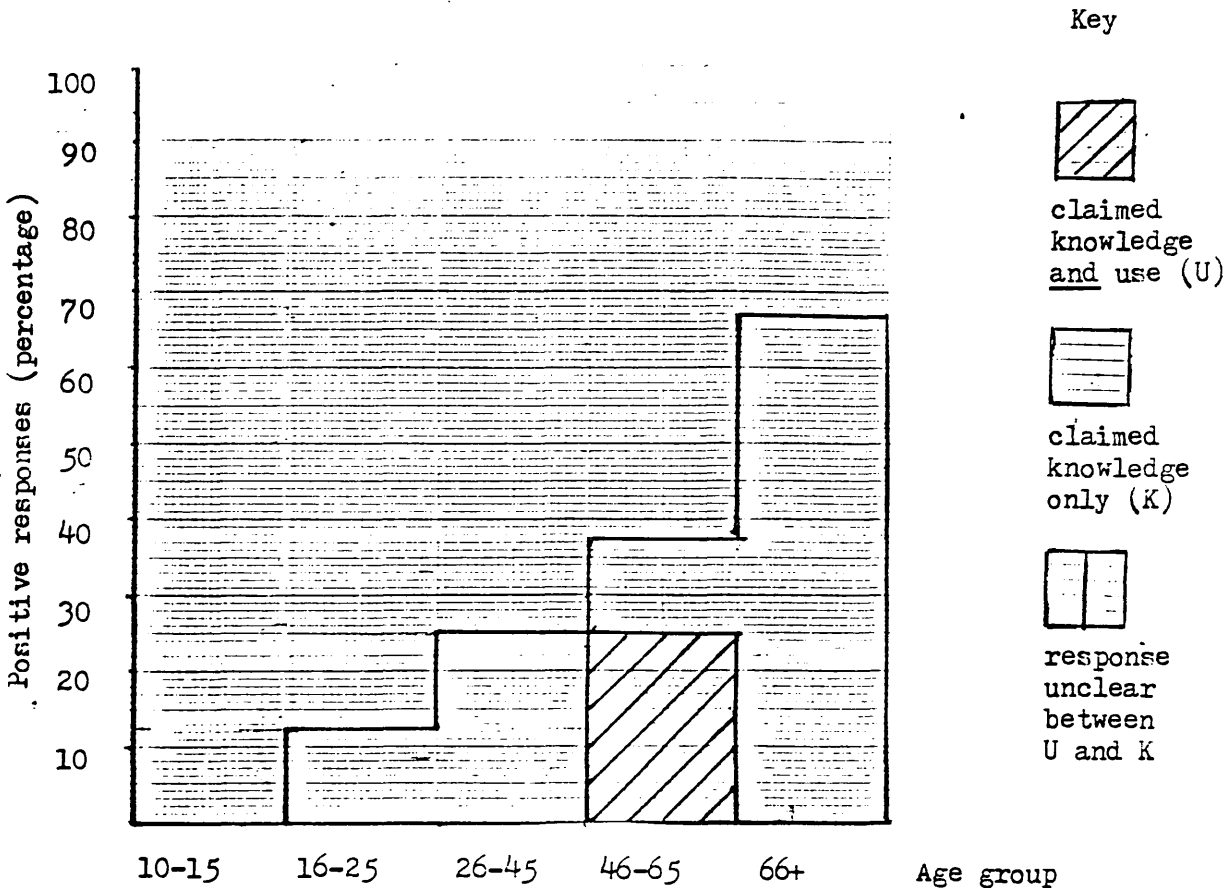 Key
100
90
80
70
60
50
40
30
20
10
Positive responses (percentage)
claimed
knowledge
and use (U)
claimed
knowledge
only (K)
response
unclear
between
U and K
10-15 16-25 26-45 46-65 66+ Age group